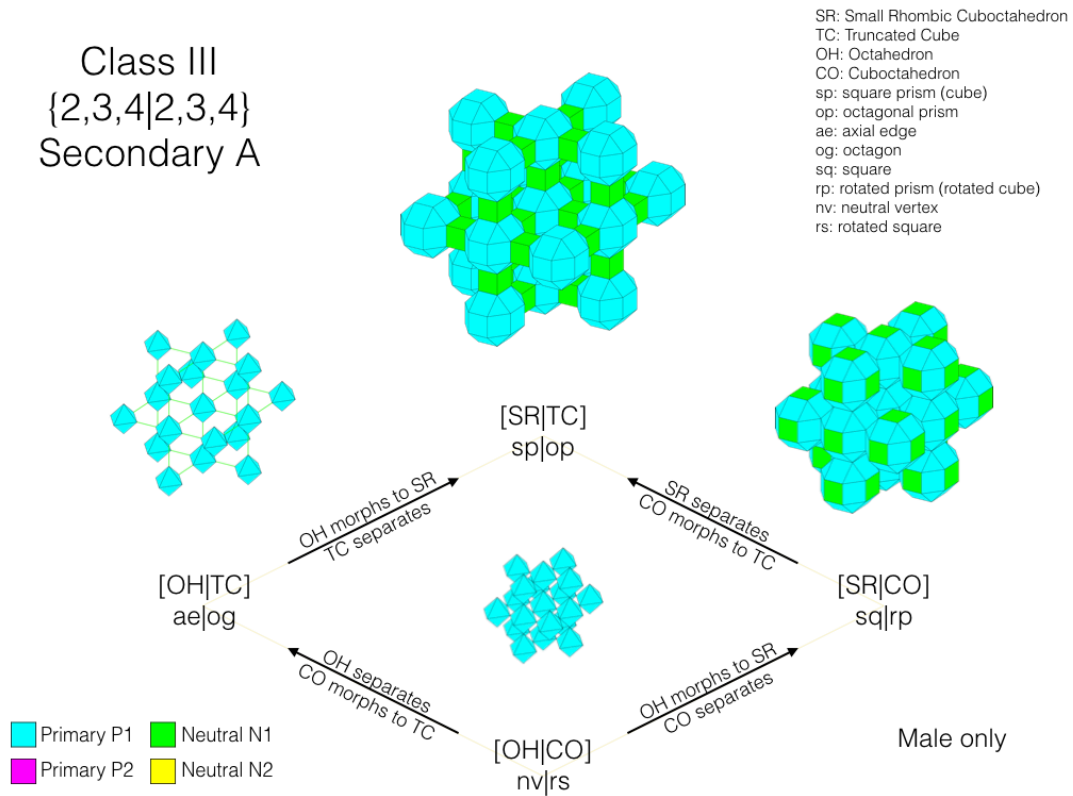 Class III
{2,3,4|2,3,4}
Secondary A
SR: Small Rhombic Cuboctahedron
TC: Truncated Cube
OH: Octahedron
CO: Cuboctahedron
sp: square prism (cube)
op: octagonal prism
ae: axial edge
og: octagon
sq: square
rp: rotated prism (rotated cube)
nv: neutral vertex
rs: rotated square
[SR|TC]
sp|op
OH morphs to SR
TC separates
SR separates
CO morphs to TC
[OH|TC]
ae|og
[SR|CO]
sq|rp
OH separates
CO morphs to TC
OH morphs to SR
CO separates
[OH|CO]
nv|rs
Primary P1
Neutral N1
Primary P2
Neutral N2
Male only